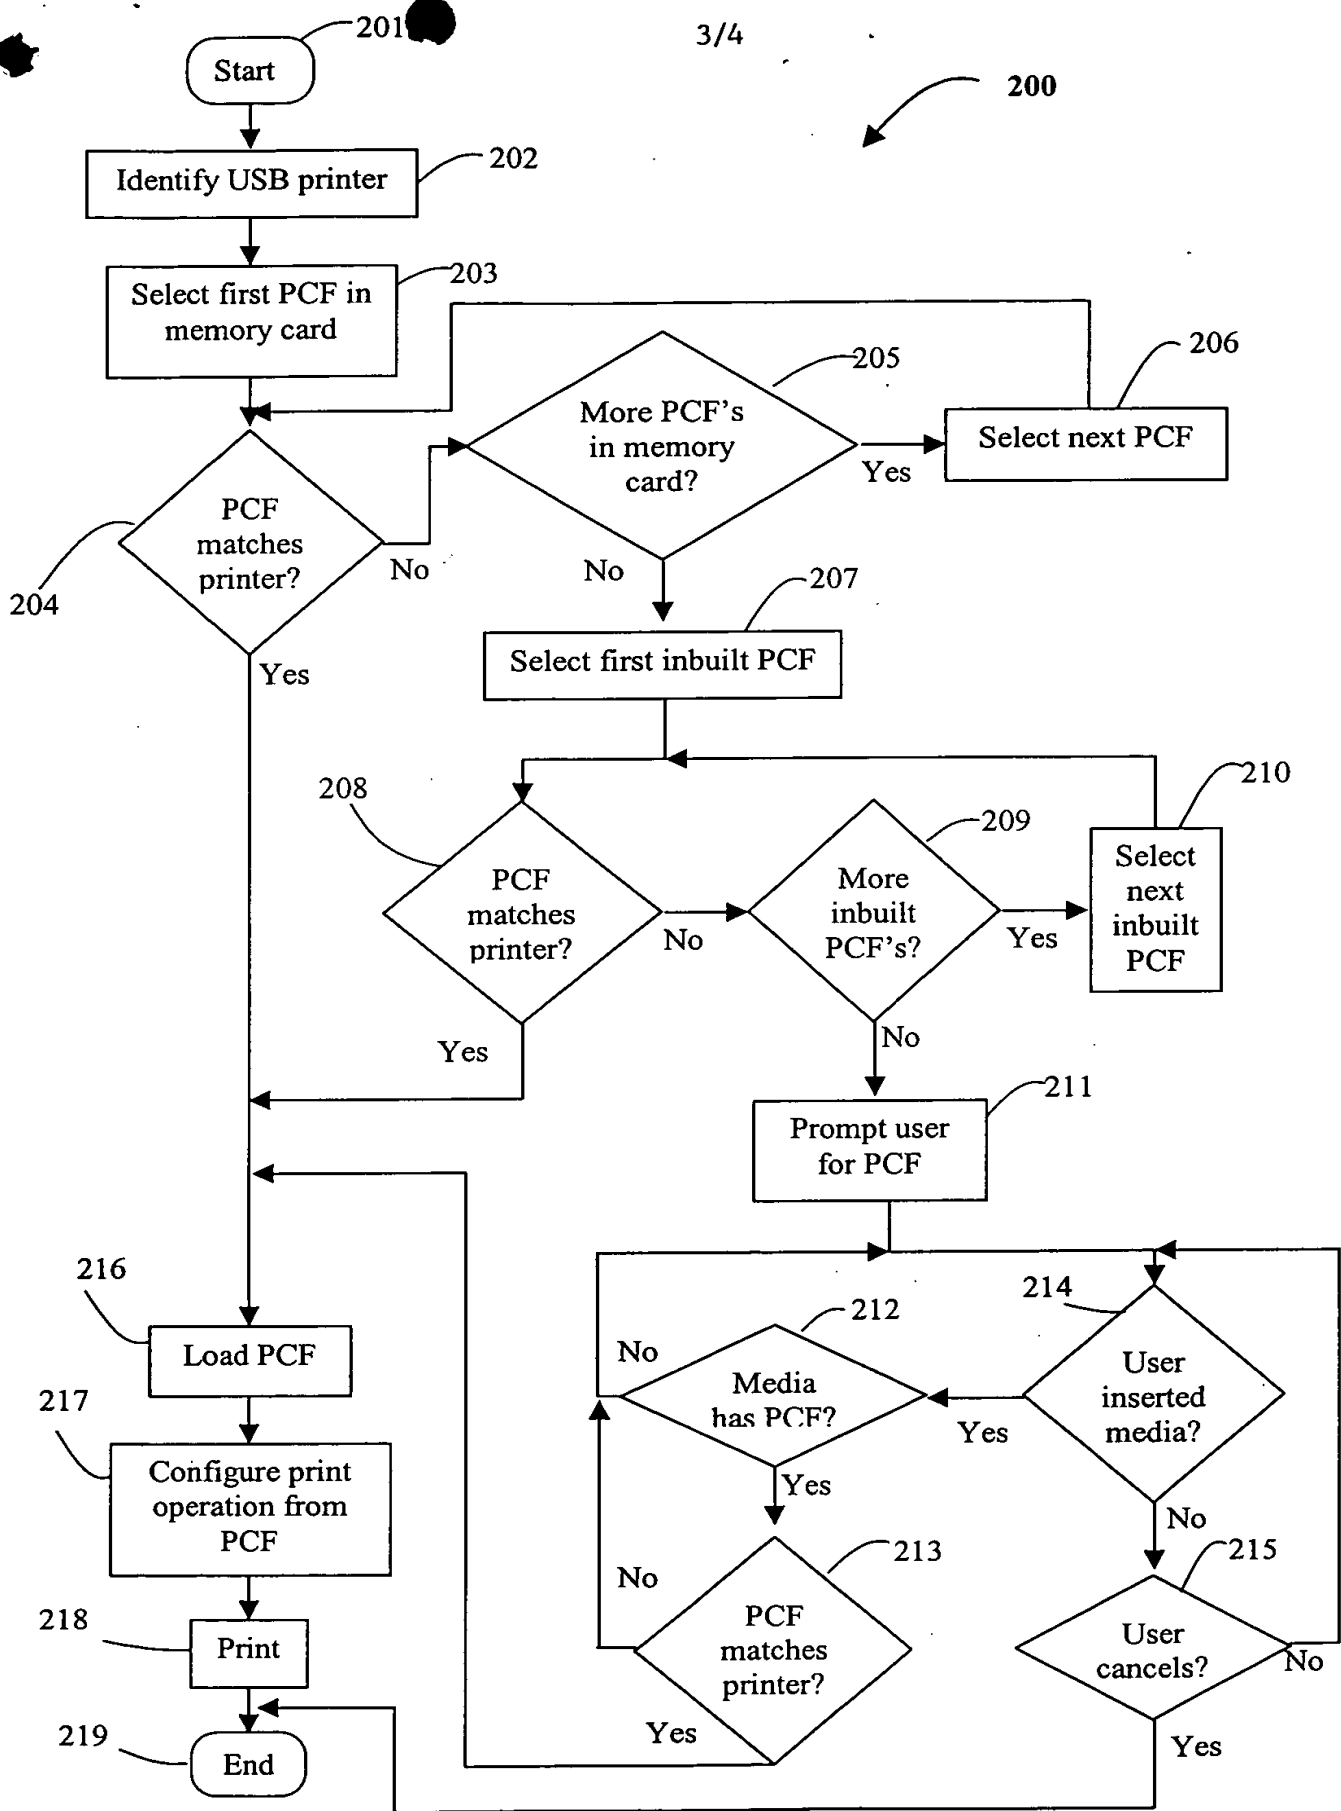 3/4
201
Start
200
Identify USB printer
202
203
Select first PCF in
memory card
205
206
More PCF's
in memory
card?
Yes
Select next PCF
PCF
matches
printer?
No
204
No
207
Yes
Select first inbuilt PCF
208
209
210
PCF
matches
printer?
No
More
inbuilt
PCF's?
Yes
Select
next
inbuilt
PCF
Yes
No
211
Prompt user
for PCF
216
Load PCF
212
214
No
Media
has PCF?
Yes
User
inserted
media?
217
Configure print
operation from
PCF
Yes
No
213
215
No
PCF
matches
printer?
User
cancels?
No
218
Print
Yes
Yes
219
End